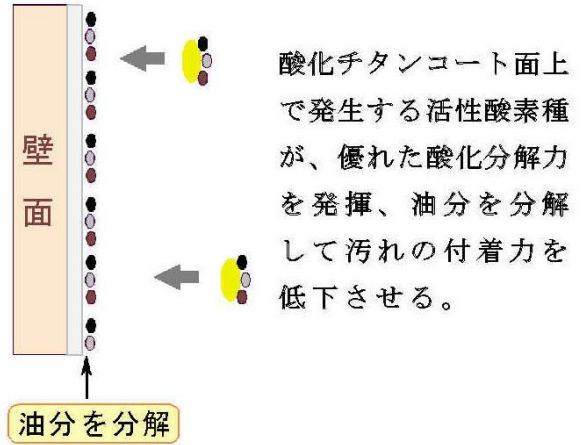 壁面
酸化チタンコート面上
で発生する活性酸素種
が、優れた酸化分解力
を発揮、油分を分解
して汚れの付着力を
低下させる。
油分を分解